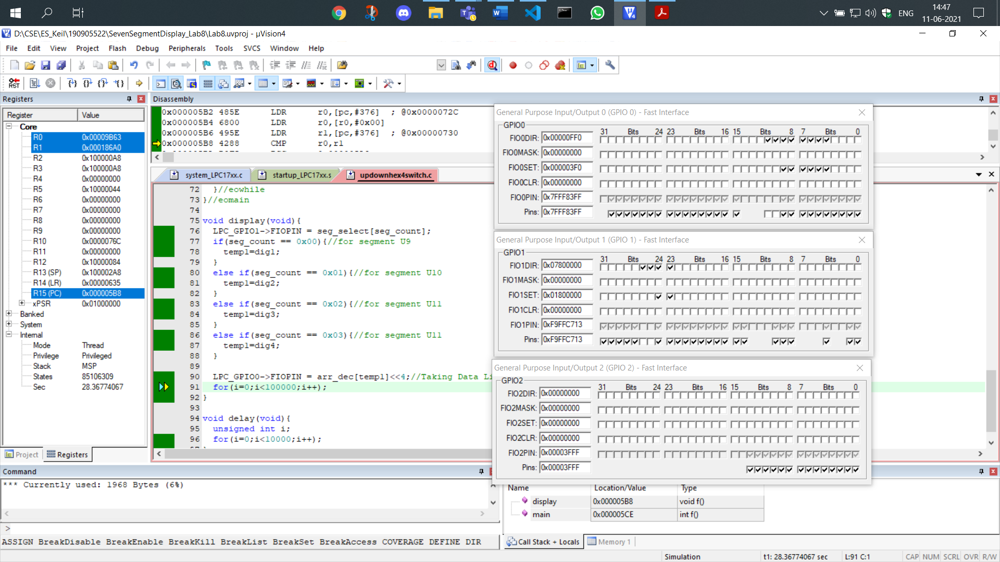 ENG
14:47
11-06-2021
D:\CSE\ES_Keil\190905522\SevenSegmentDisplay_Lab8\Lab8.uvproj - µVision4
File Edit View Project Flash Debug Peripherals Tools SVCS Window Help
Registers
Register Value
Core
R0 0x00009B63
R1 0x000186A0
R2 0x100000A8
R3 0x100000A8
R4 0x00000000
R5 0x10000044
R6 0x00000000
R7 0x00000000
R8 0x00000000
R9 0x00000000
R10 0x0000076C
R11 0x00000000
R12 0x10000084
R13 (SP) 0x100002A8
R14 (LR) 0x00000635
R15 (PC) 0x000005B8
xPSR 0x01000000
Banked
System
Internal
Mode Thread
Privilege Privileged
Stack MSP
States 85106309
Sec 28.36774067
Project Registers
Disassembly
0x000005B2 485E LDR r0,[pc,#376] ; @0x0000072C
0x000005B4 6800 LDR r0,[r0,#0x00]
0x000005B6 495E LDR r1,[pc,#376] ; @0x00000730
0x000005B8 4288 CMP r0,r1
system_LPC17xx.c startup_LPC17xx.s updownhex4switch.c
72 }//eowhile
73 }//eomain
74
75 void display(void){
76 LPC_GPIO1->FIOPIN = seg_select[seg_count];
77 if(seg_count == 0x00){//for segment U9
78 temp1=dig1;
79 }
80 else if(seg_count == 0x01){//for segment U10
81 temp1=dig2;
82 }
83 else if(seg_count == 0x02){//for segment U11
84 temp1=dig3;
85 }
86 else if(seg_count == 0x03){//for segment U11
87 temp1=dig4;
88 }
89
90 LPC_GPIO0->FIOPIN = arr_dec[temp1]<<4;//Taking Data Li
91 for(i=0;i<100000;i++);
92 }
93
94 void delay(void){
95 unsigned int i;
96 for(i=0;i<10000;i++);
General Purpose Input/Output 0 (GPIO 0) - Fast Interface
GPIO0
31 Bits 24 23 Bits 16 15 Bits 8 7 Bits 0
FIO0DIR: 0x00000FF0
FIO0MASK: 0x00000000
FIO0SET: 0x000003F0
FIO0CLR: 0x00000000
FIO0PIN: 0x7FFF83FF
Pins: 0x7FFF83FF
General Purpose Input/Output 1 (GPIO 1) - Fast Interface
GPIO1
31 Bits 24 23 Bits 16 15 Bits 8 7 Bits 0
FIO1DIR: 0x07800000
FIO1MASK: 0x00000000
FIO1SET: 0x01800000
FIO1CLR: 0x00000000
FIO1PIN: 0xF9FFC713
Pins: 0xF9FFC713
General Purpose Input/Output 2 (GPIO 2) - Fast Interface
GPIO2
31 Bits 24 23 Bits 16 15 Bits 8 7 Bits 0
FIO2DIR: 0x00000000
FIO2MASK: 0x00000000
FIO2SET: 0x00000000
FIO2CLR: 0x00000000
FIO2PIN: 0x00003FFF
Pins: 0x00003FFF
Command
*** Currently used: 1968 Bytes (6%)
>
ASSIGN BreakDisable BreakEnable BreakKill BreakList BreakSet BreakAccess COVERAGE DEFINE DIR
Name Location/Value Type
display 0x000005B8 void f()
main 0x000005CE int f()
Call Stack + Locals Memory 1
Simulation t1: 28.36774067 sec L:91 C:1 CAP NUM SCRL OVR R/W